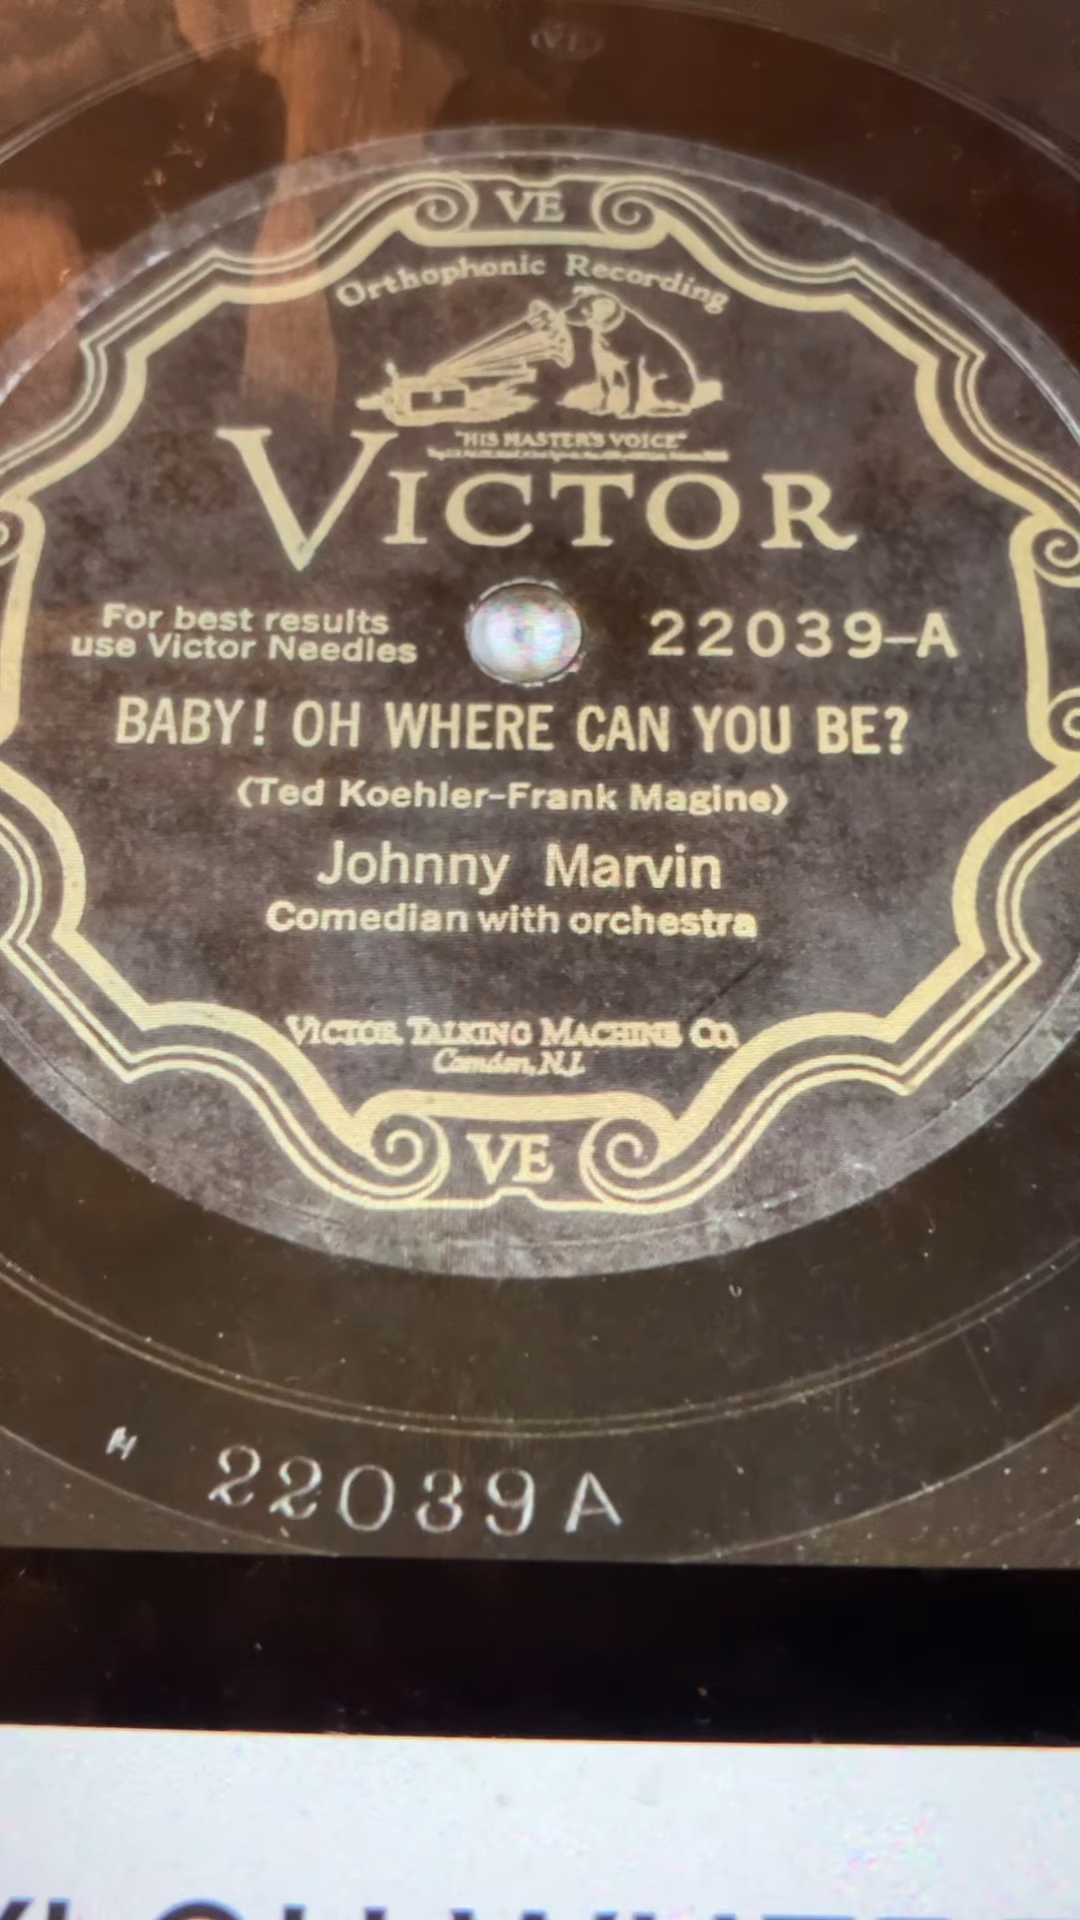 VE
Orthophonic Recording
"HIS MASTER'S VOICE"
VICTOR
For best results
use Victor Needles
22039-A
BABY! OH WHERE CAN YOU BE?
(Ted Koehler-Frank Magine)
Johnny Marvin
Comedian with orchestra
VICTOR TALKING MACHINE CO.
Camden, N.J.
VE
22039A